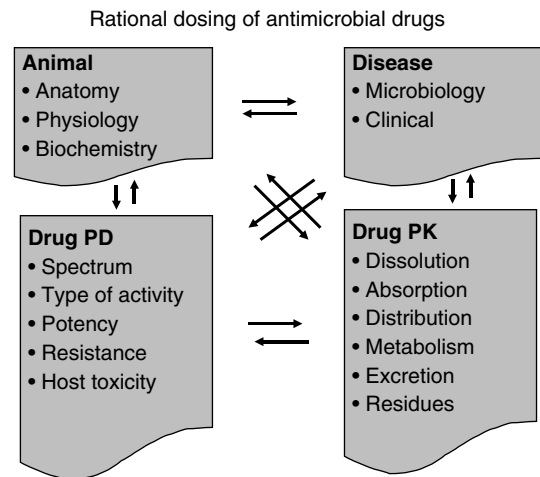 Rational dosing of antimicrobial drugs
Animal
• Anatomy
• Physiology
• Biochemistry
Disease
• Microbiology
• Clinical
Drug PD
• Spectrum
• Type of activity
• Potency
• Resistance
• Host toxicity
Drug PK
• Dissolution
• Absorption
• Distribution
• Metabolism
• Excretion
• Residues